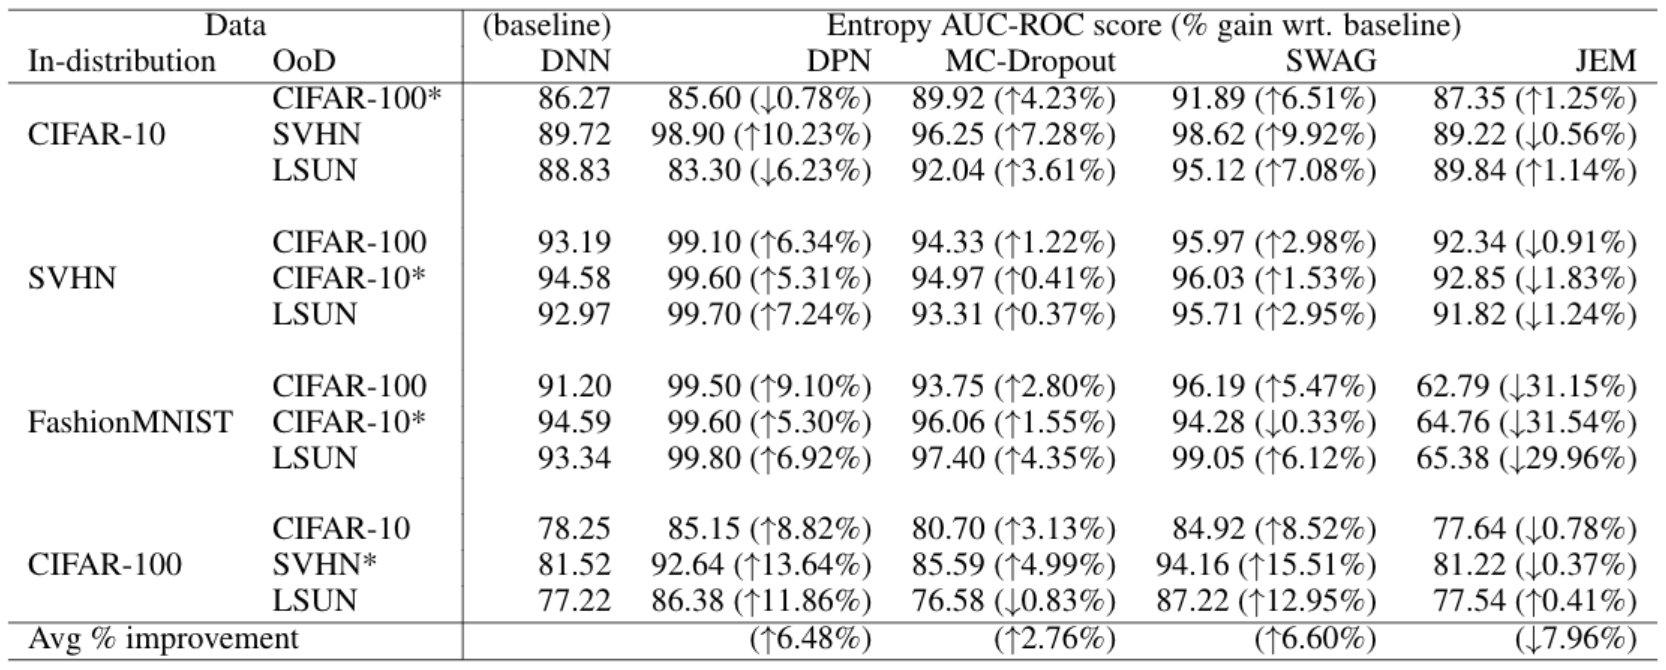 Data (baseline) Entropy AUC-ROC score (% gain wrt. baseline)
In-distribution OoD DNN DPN MC-Dropout SWAG JEM
CIFAR-100* 86.27 85.60 (↓0.78%) 89.92 (↑4.23%) 91.89 (↑6.51%) 87.35 (↑1.25%)
CIFAR-10 SVHN 89.72 98.90 (↑10.23%) 96.25 (↑7.28%) 98.62 (↑9.92%) 89.22 (↓0.56%)
LSUN 88.83 83.30 (↓6.23%) 92.04 (↑3.61%) 95.12 (↑7.08%) 89.84 (↑1.14%)
CIFAR-100 93.19 99.10 (↑6.34%) 94.33 (↑1.22%) 95.97 (↑2.98%) 92.34 (↓0.91%)
SVHN CIFAR-10* 94.58 99.60 (↑5.31%) 94.97 (↑0.41%) 96.03 (↑1.53%) 92.85 (↓1.83%)
LSUN 92.97 99.70 (↑7.24%) 93.31 (↑0.37%) 95.71 (↑2.95%) 91.82 (↓1.24%)
CIFAR-100 91.20 99.50 (↑9.10%) 93.75 (↑2.80%) 96.19 (↑5.47%) 62.79 (↓31.15%)
FashionMNIST CIFAR-10* 94.59 99.60 (↑5.30%) 96.06 (↑1.55%) 94.28 (↓0.33%) 64.76 (↓31.54%)
LSUN 93.34 99.80 (↑6.92%) 97.40 (↑4.35%) 99.05 (↑6.12%) 65.38 (↓29.96%)
CIFAR-10 78.25 85.15 (↑8.82%) 80.70 (↑3.13%) 84.92 (↑8.52%) 77.64 (↓0.78%)
CIFAR-100 SVHN* 81.52 92.64 (↑13.64%) 85.59 (↑4.99%) 94.16 (↑15.51%) 81.22 (↓0.37%)
LSUN 77.22 86.38 (↑11.86%) 76.58 (↓0.83%) 87.22 (↑12.95%) 77.54 (↑0.41%)
Avg % improvement (↑6.48%) (↑2.76%) (↑6.60%) (↓7.96%)